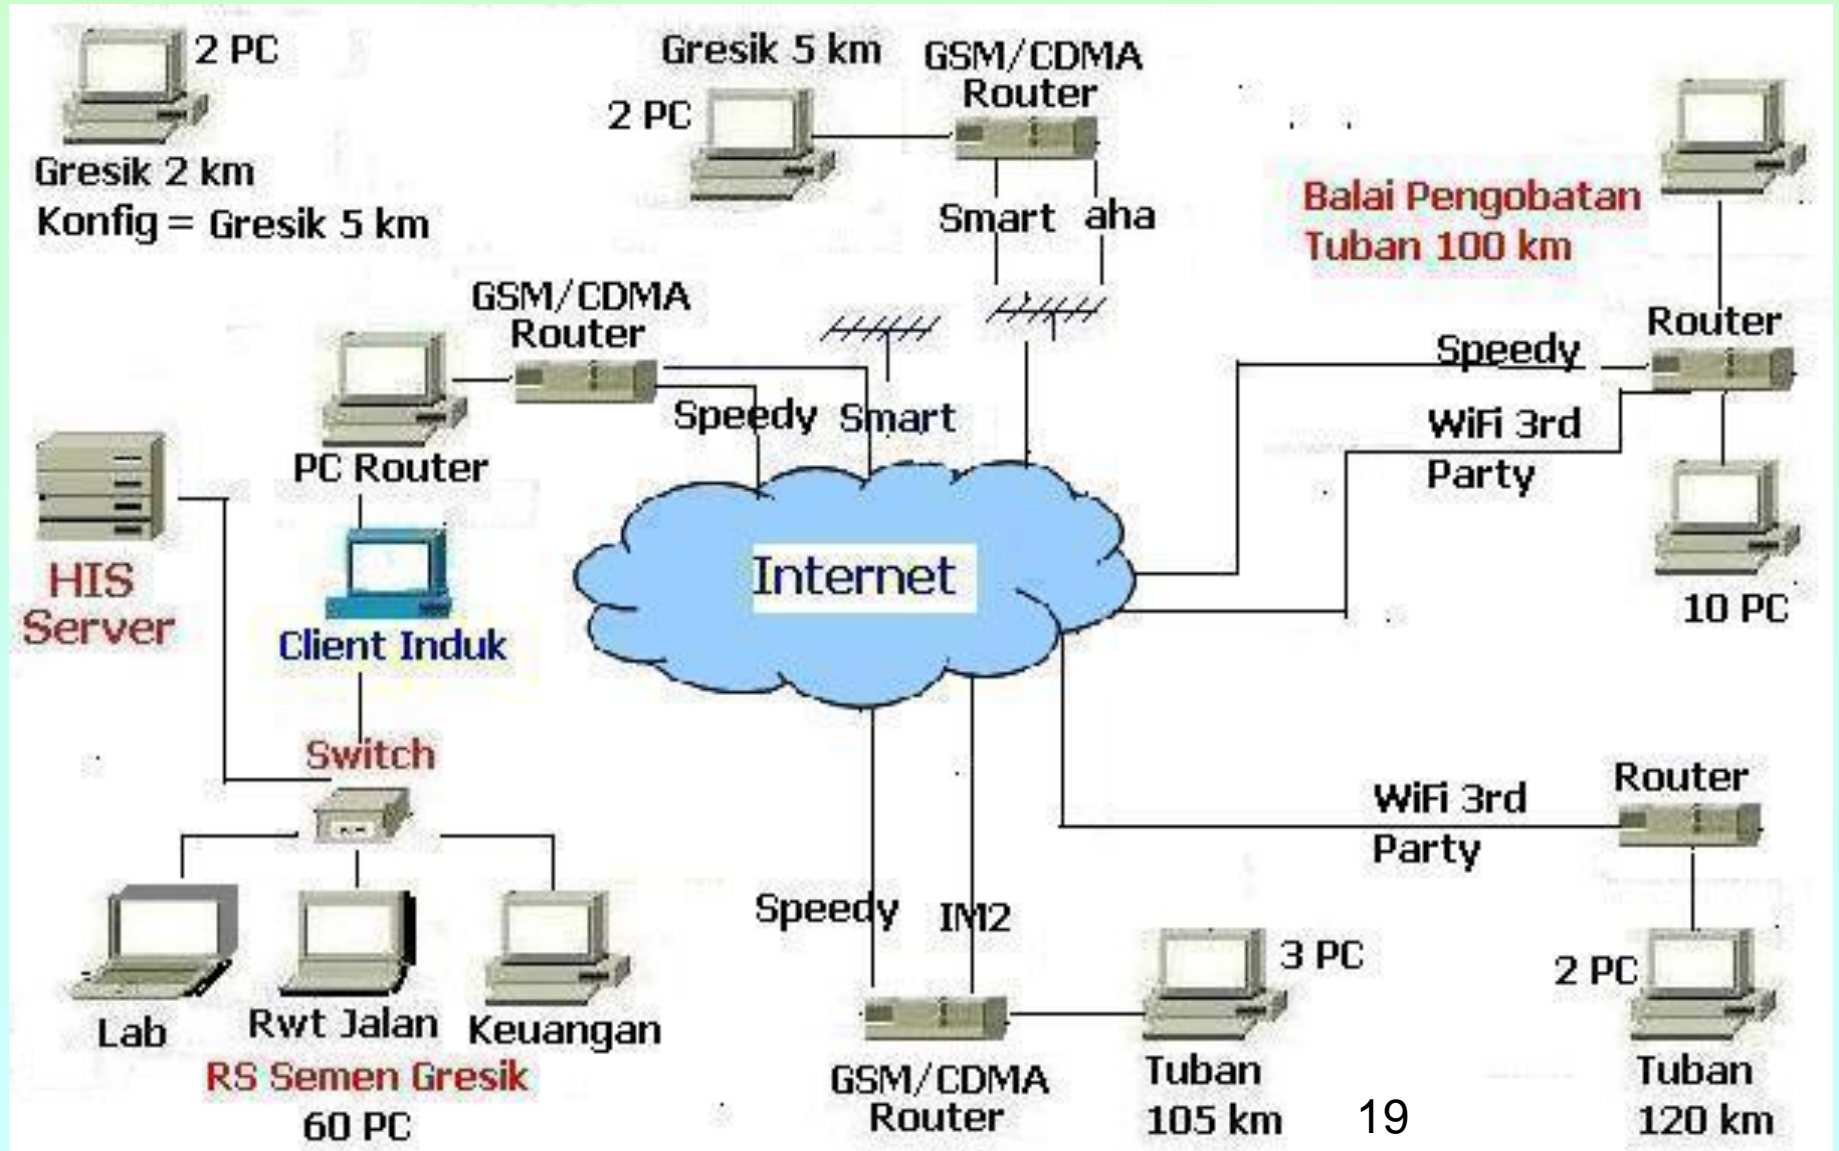 2 PC
Gresik 2 km
Konfig = Gresik 5 km
Gresik 5 km
2 PC
GSM/CDMA
Router
Smart aha
Balai Pengobatan
Tuban 100 km
Router
Speedy
WiFi 3rd
Party
10 PC
GSM/CDMA
Router
Speedy Smart
PC Router
HIS
Server
Client Induk
Internet
Switch
Lab
Rwt Jalan
Keuangan
RS Semen Gresik
60 PC
Speedy IM2
GSM/CDMA
Router
3 PC
Tuban
105 km
WiFi 3rd
Party
Router
2 PC
Tuban
120 km
19